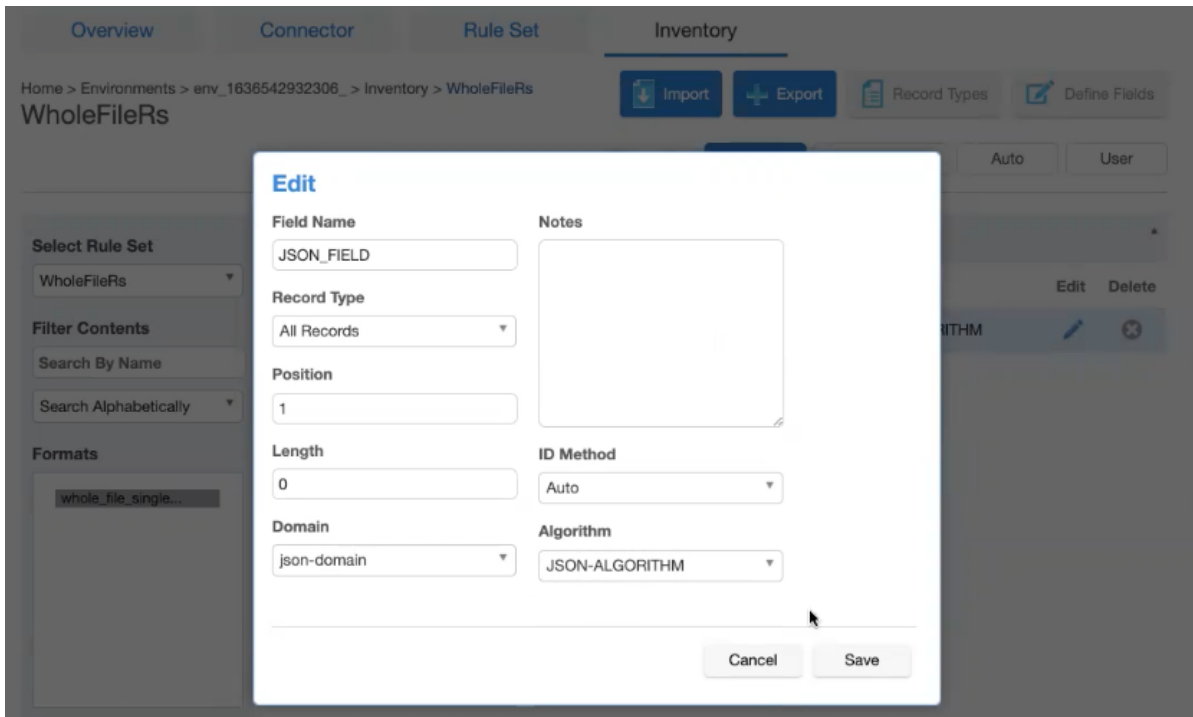 Overview
Connector
Rule Set
Inventory
Home > Environments > env_1636542932306_ > Inventory > WholeFileRs
WholeFileRs
Import
Export
Record Types
Define Fields
Auto
User
Select Rule Set
WholeFileRs
Filter Contents
Search By Name
Search Alphabetically
Formats
whole_file_single...
Edit
Delete
RITHM
Edit
Field Name
JSON_FIELD
Record Type
All Records
Position
1
Length
0
Domain
json-domain
Notes
ID Method
Auto
Algorithm
JSON-ALGORITHM
Cancel
Save